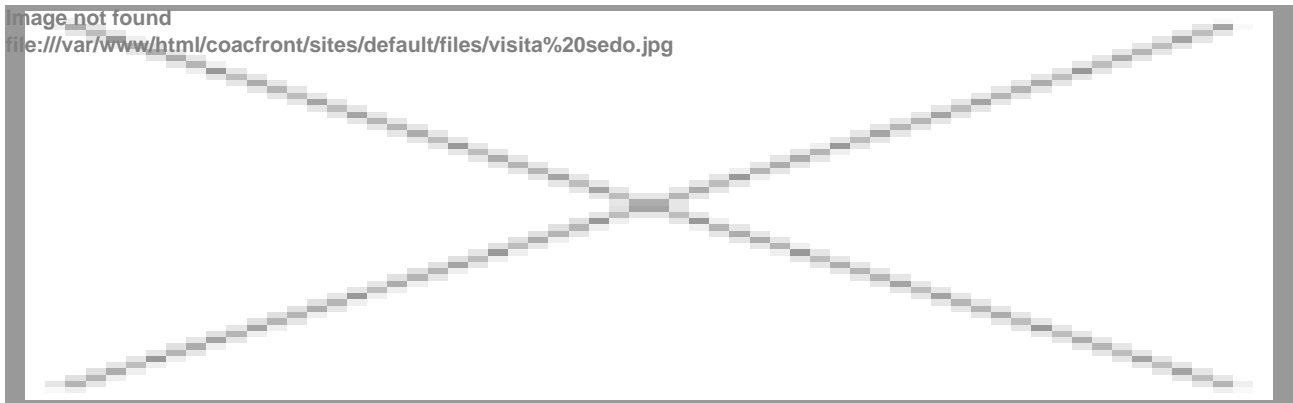 Image not found
file:///var/www/html/coacfront/sites/default/files/visita%20sedo.jpg